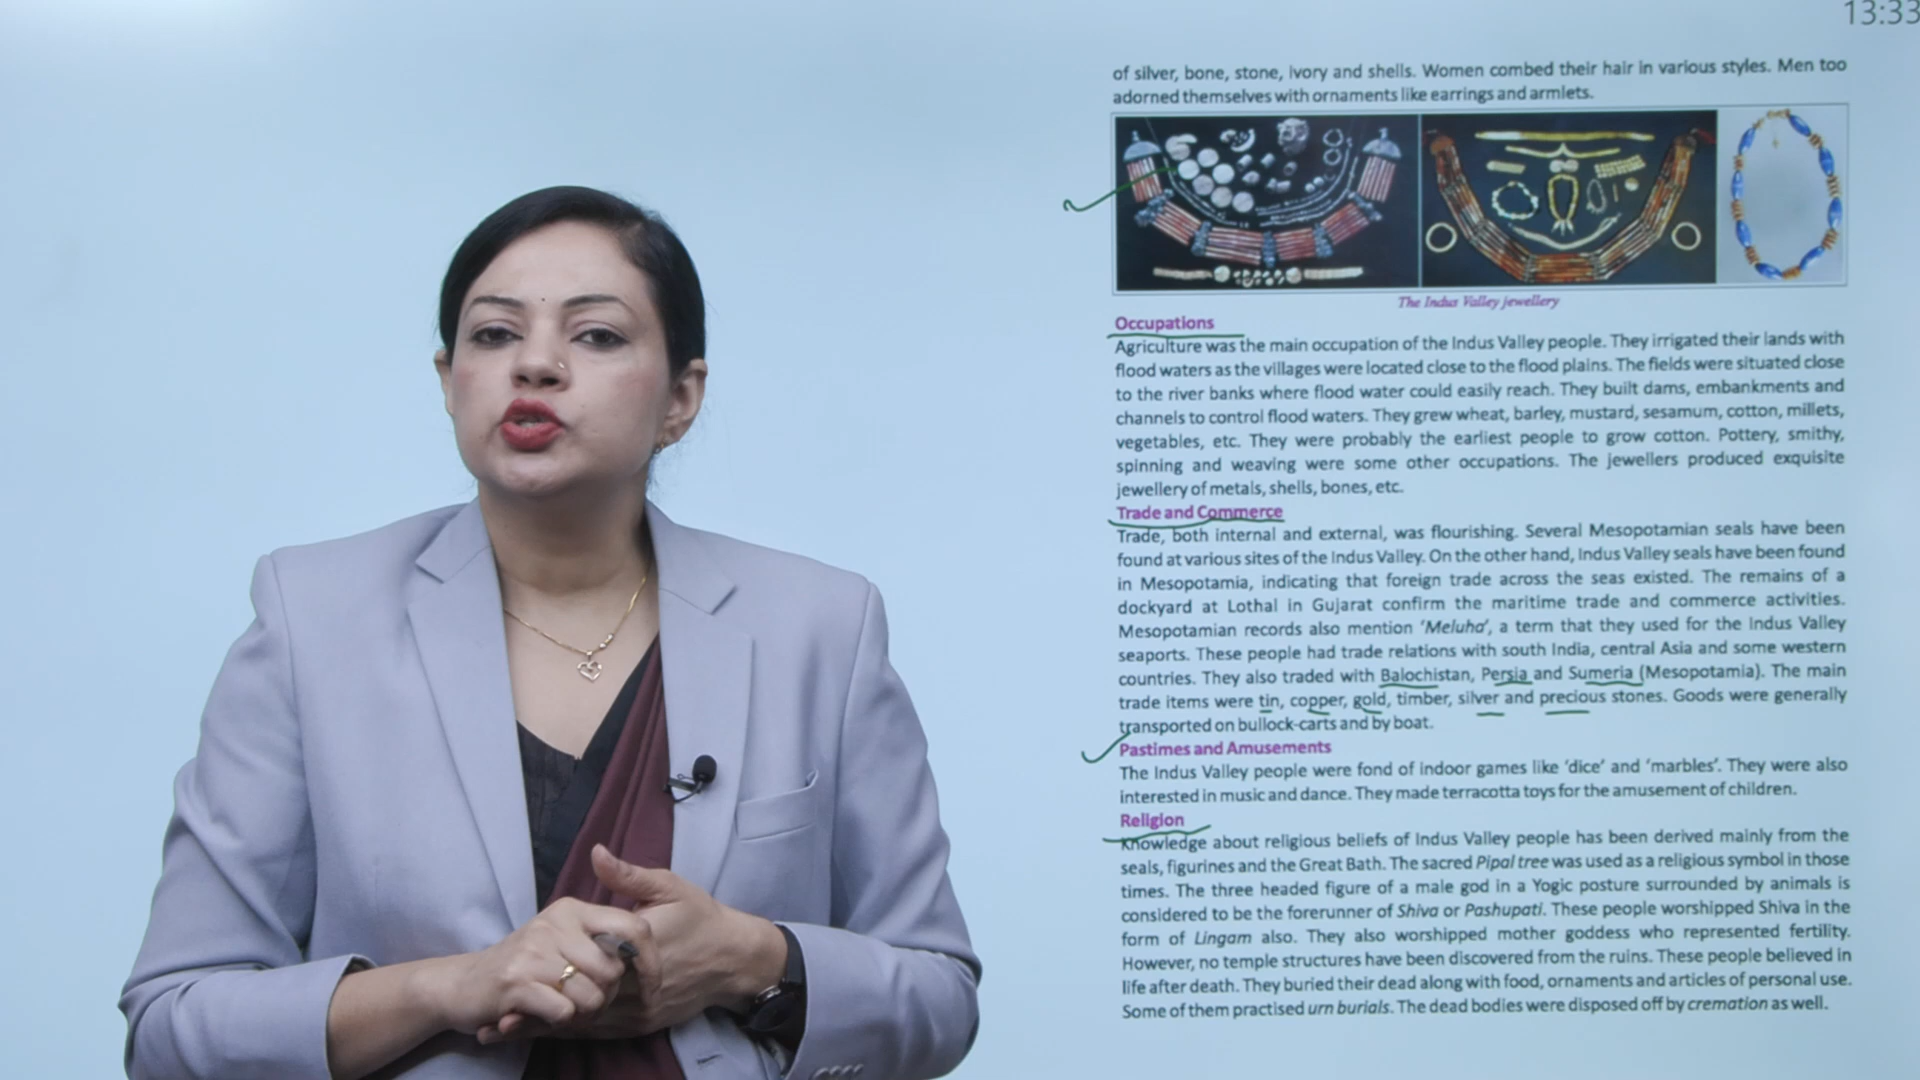 13:33
of silver, bone, stone, ivory and shells. Women combed their hair in various styles. Men too
adorned themselves with ornaments like earrings and armlets.
The Indus Valley jewellery
Occupations
Agriculture was the main occupation of the Indus Valley people. They irrigated their lands with
flood waters as the villages were located close to the flood plains. The fields were situated close
to the river banks where flood water could easily reach. They built dams, embankments and
channels to control flood waters. They grew wheat, barley, mustard, sesamum, cotton, millets,
vegetables, etc. They were probably the earliest people to grow cotton. Pottery, smithy,
spinning and weaving were some other occupations. The jewellers produced exquisite
jewellery of metals, shells, bones, etc.
Trade and Commerce
Trade, both internal and external, was flourishing. Several Mesopotamian seals have been
found at various sites of the Indus Valley. On the other hand, Indus Valley seals have been found
in Mesopotamia, indicating that foreign trade across the seas existed. The remains of a
dockyard at Lothal in Gujarat confirm the maritime trade and commerce activities.
Mesopotamian records also mention 'Meluha', a term that they used for the Indus Valley
seaports. These people had trade relations with south India, central Asia and some western
countries. They also traded with Balochistan, Persia and Sumeria (Mesopotamia). The main
trade items were tin, copper, gold, timber, silver and precious stones. Goods were generally
transported on bullock-carts and by boat.
Pastimes and Amusements
The Indus Valley people were fond of indoor games like 'dice' and 'marbles'. They were also
interested in music and dance. They made terracotta toys for the amusement of children.
Religion
Knowledge about religious beliefs of Indus Valley people has been derived mainly from the
seals, figurines and the Great Bath. The sacred Pipal tree was used as a religious symbol in those
times. The three headed figure of a male god in a Yogic posture surrounded by animals is
considered to be the forerunner of Shiva or Pashupati. These people worshipped Shiva in the
form of Lingam also. They also worshipped mother goddess who represented fertility.
However, no temple structures have been discovered from the ruins. These people believed in
life after death. They buried their dead along with food, ornaments and articles of personal use.
Some of them practised urn burials. The dead bodies were disposed off by cremation as well.